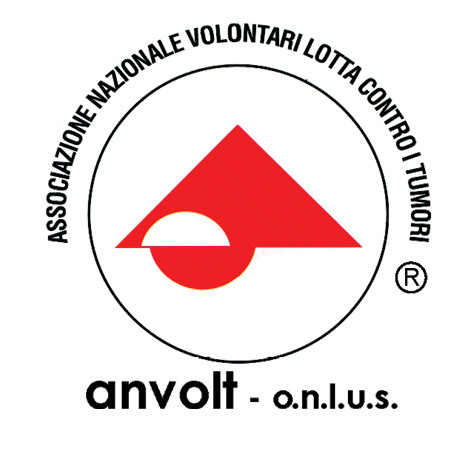 ASSOCIAZIONE NAZIONALE VOLONTARI LOTTA CONTRO I TUMORI
®
anvolt - o.n.l.u.s.